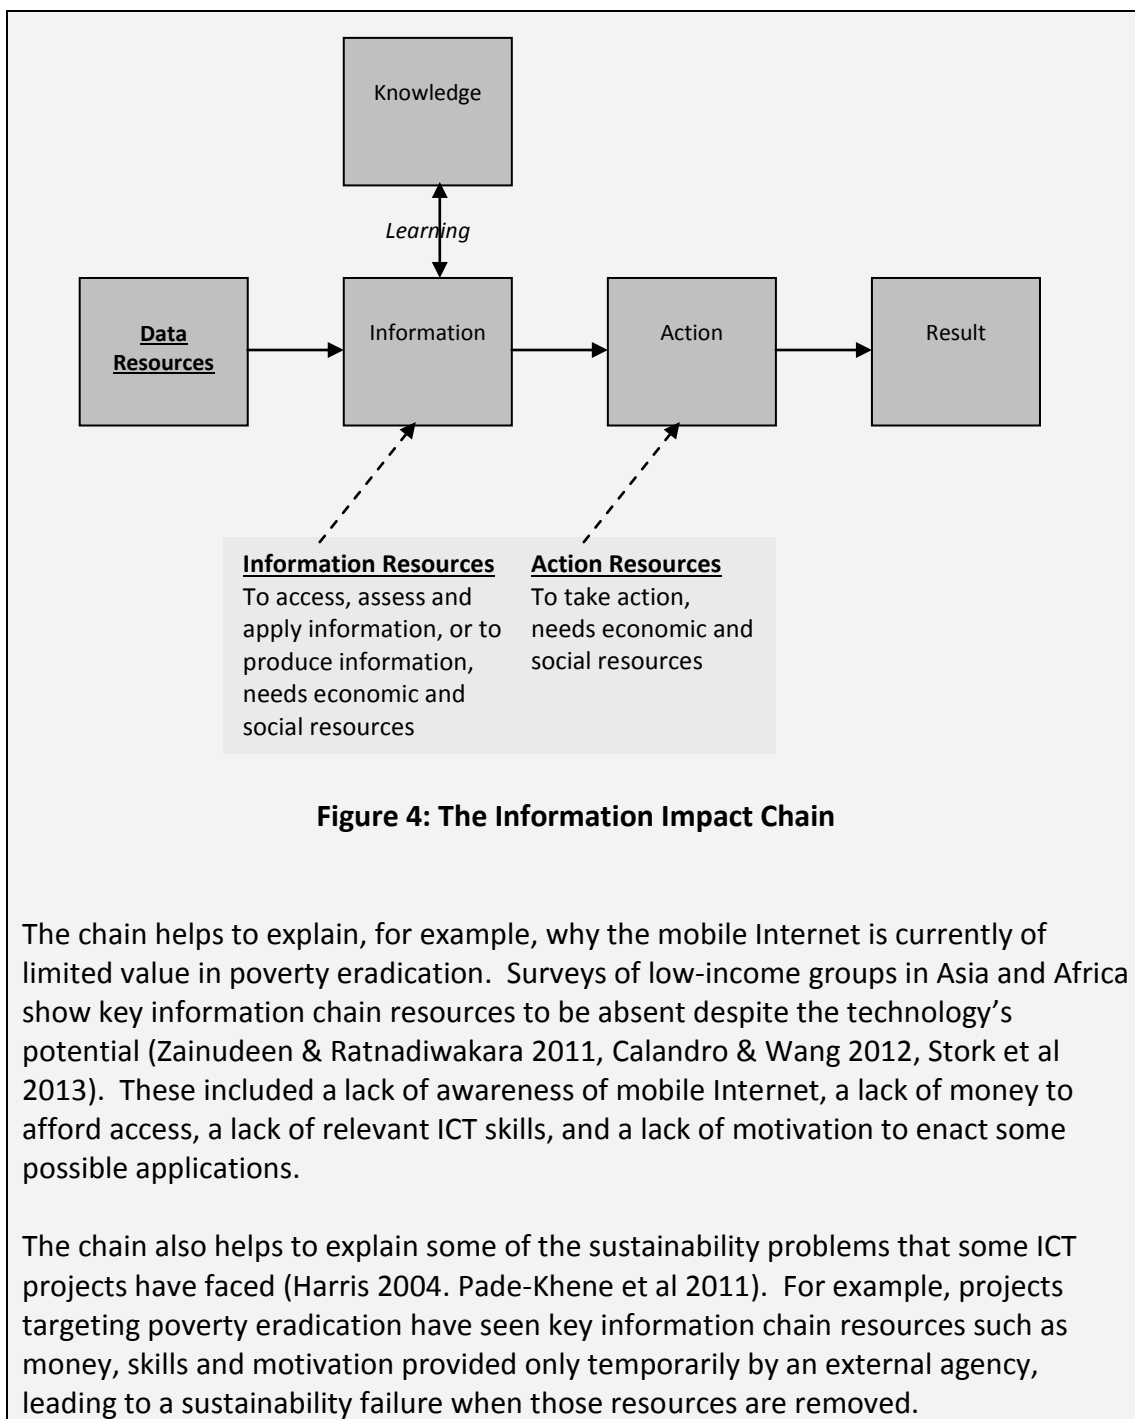 Knowledge
Learning
Data
Resources
Information
Action
Result
Information Resources
To access, assess and
apply information, or to
produce information,
needs economic and
social resources
Action Resources
To take action,
needs economic and
social resources
Figure 4: The Information Impact Chain
The chain helps to explain, for example, why the mobile Internet is currently of
limited value in poverty eradication.  Surveys of low-income groups in Asia and Africa
show key information chain resources to be absent despite the technology’s
potential (Zainudeen & Ratnadiwakara 2011, Calandro & Wang 2012, Stork et al
2013).  These included a lack of awareness of mobile Internet, a lack of money to
afford access, a lack of relevant ICT skills, and a lack of motivation to enact some
possible applications.
The chain also helps to explain some of the sustainability problems that some ICT
projects have faced (Harris 2004. Pade-Khene et al 2011).  For example, projects
targeting poverty eradication have seen key information chain resources such as
money, skills and motivation provided only temporarily by an external agency,
leading to a sustainability failure when those resources are removed.